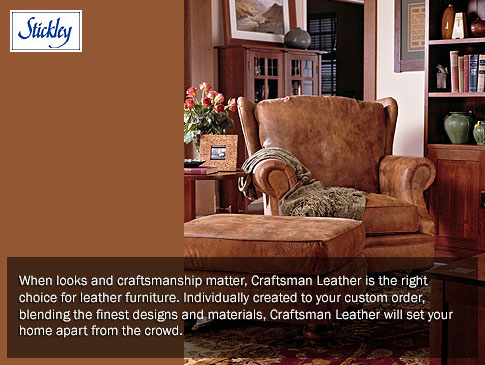 Stickley
When looks and craftsmanship matter, Craftsman Leather is the right
choice for leather furniture. Individually created to your custom order,
blending the finest designs and materials, Craftsman Leather will set your
home apart from the crowd.